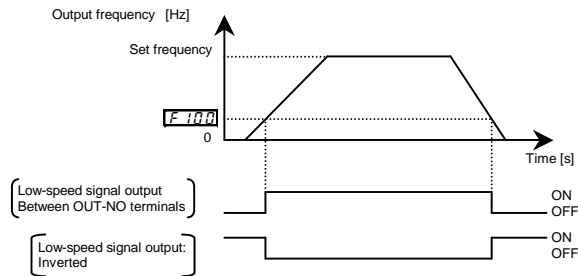 Output frequency [Hz]
Set frequency
F 100
0
Time [s]
Low-speed signal output
Between OUT-NO terminals
ON
OFF
Low-speed signal output:
Inverted
ON
OFF